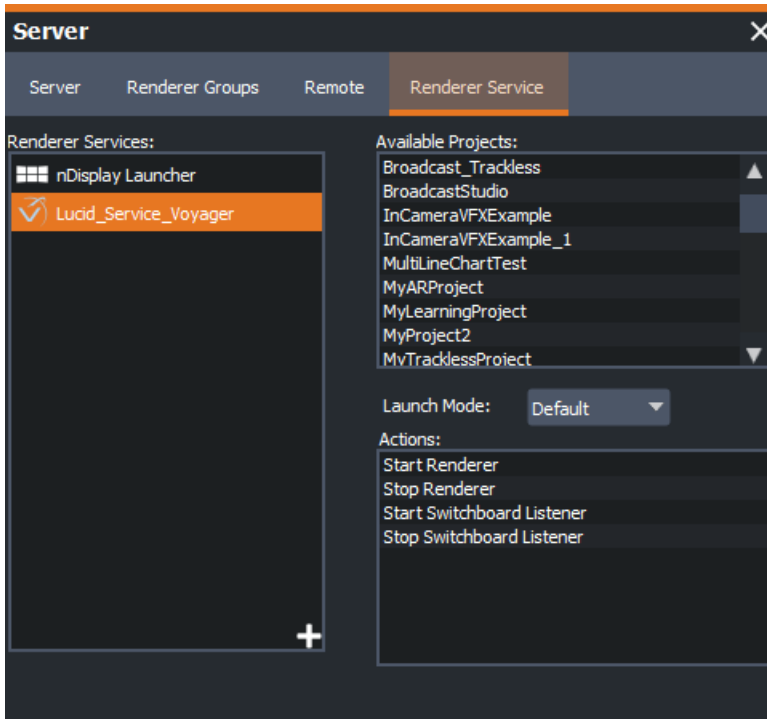 Server
Server Renderer Groups Remote Renderer Service
Renderer Services:
nDisplay Launcher
Lucid_Service_Voyager
Available Projects:
Broadcast_Trackless
BroadcastStudio
InCameraVFXExample
InCameraVFXExample_1
MultiLineChartTest
MyARProject
MyLearningProject
MyProject2
MyTracklessProject
Launch Mode: Default
Actions:
Start Renderer
Stop Renderer
Start Switchboard Listener
Stop Switchboard Listener